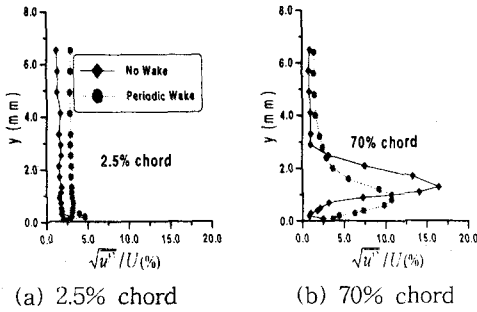 8.0
6.0
4.0
2.0
0.0
y (mm)
No Wake
Periodic Wake
2.5% chord
0.0 5.0 10.0 15.0 20.0
√u'²/U(%)
(a) 2.5% chord
8.0
6.0
4.0
2.0
0.0
y (mm)
70% chord
0.0 5.0 10.0 15.0 20.0
√u'²/U(%)
(b) 70% chord